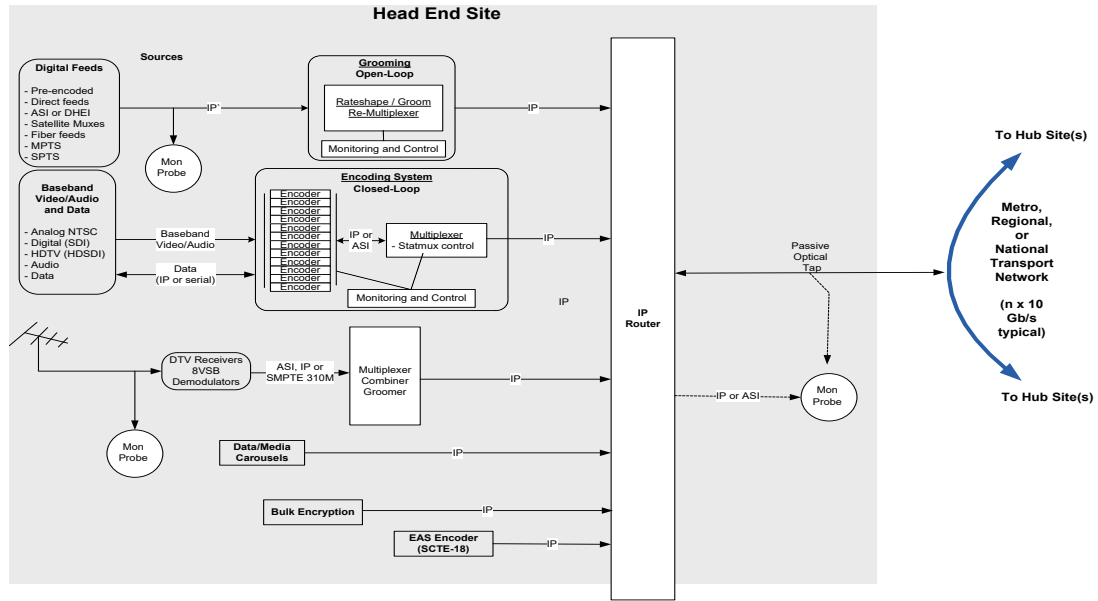 Head End Site
Sources
Digital Feeds
- Pre-encoded
- Direct feeds
- ASI or DHEI
- Satellite Muxes
- Fiber feeds
- MPTS
- SPTS
IP`
Mon
Probe
Grooming
Open-Loop
Rateshape / Groom
Re-Multiplexer
Monitoring and Control
IP
Baseband
Video/Audio
and Data
- Analog NTSC
- Digital (SDI)
- HDTV (HDSDI)
- Audio
- Data
Baseband
Video/Audio
Data
(IP or serial)
Encoding System
Closed-Loop
Encoder
Encoder
Encoder
Encoder
Encoder
Encoder
Encoder
Encoder
Encoder
Encoder
Encoder
Encoder
IP or
ASI
Multiplexer
- Statmux control
Monitoring and Control
IP
IP
DTV Receivers
8VSB
Demodulators
Mon
Probe
ASI, IP or
SMPTE 310M
Multiplexer
Combiner
Groomer
IP
Data/Media
Carousels
IP
Bulk Encryption
IP
EAS Encoder
(SCTE-18)
IP
IP
Router
Passive
Optical
Tap
IP or ASI
Mon
Probe
To Hub Site(s)
Metro,
Regional,
or
National
Transport
Network
(n x 10
Gb/s
typical)
To Hub Site(s)